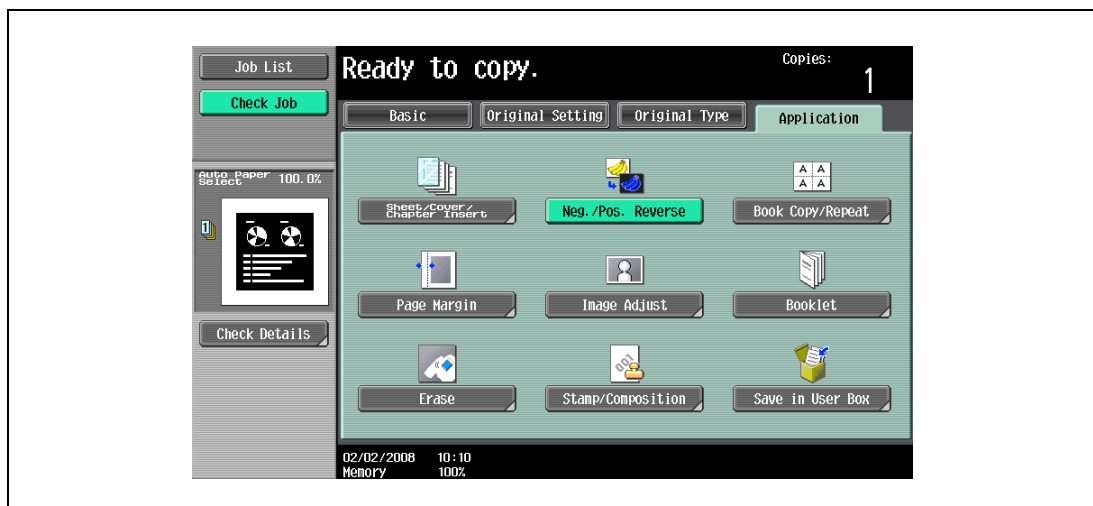 Job List
Check Job
Ready to copy.
Copies:
1
Basic
Original Setting
Original Type
Application
Auto Paper
Select
100.0%
1
Sheet/Cover/
Chapter Insert
Neg./Pos. Reverse
A A
A A
Book Copy/Repeat
Page Margin
Image Adjust
Booklet
Check Details
Erase
001
Stamp/Composition
Save in User Box
02/02/2008 10:10
Memory 100%